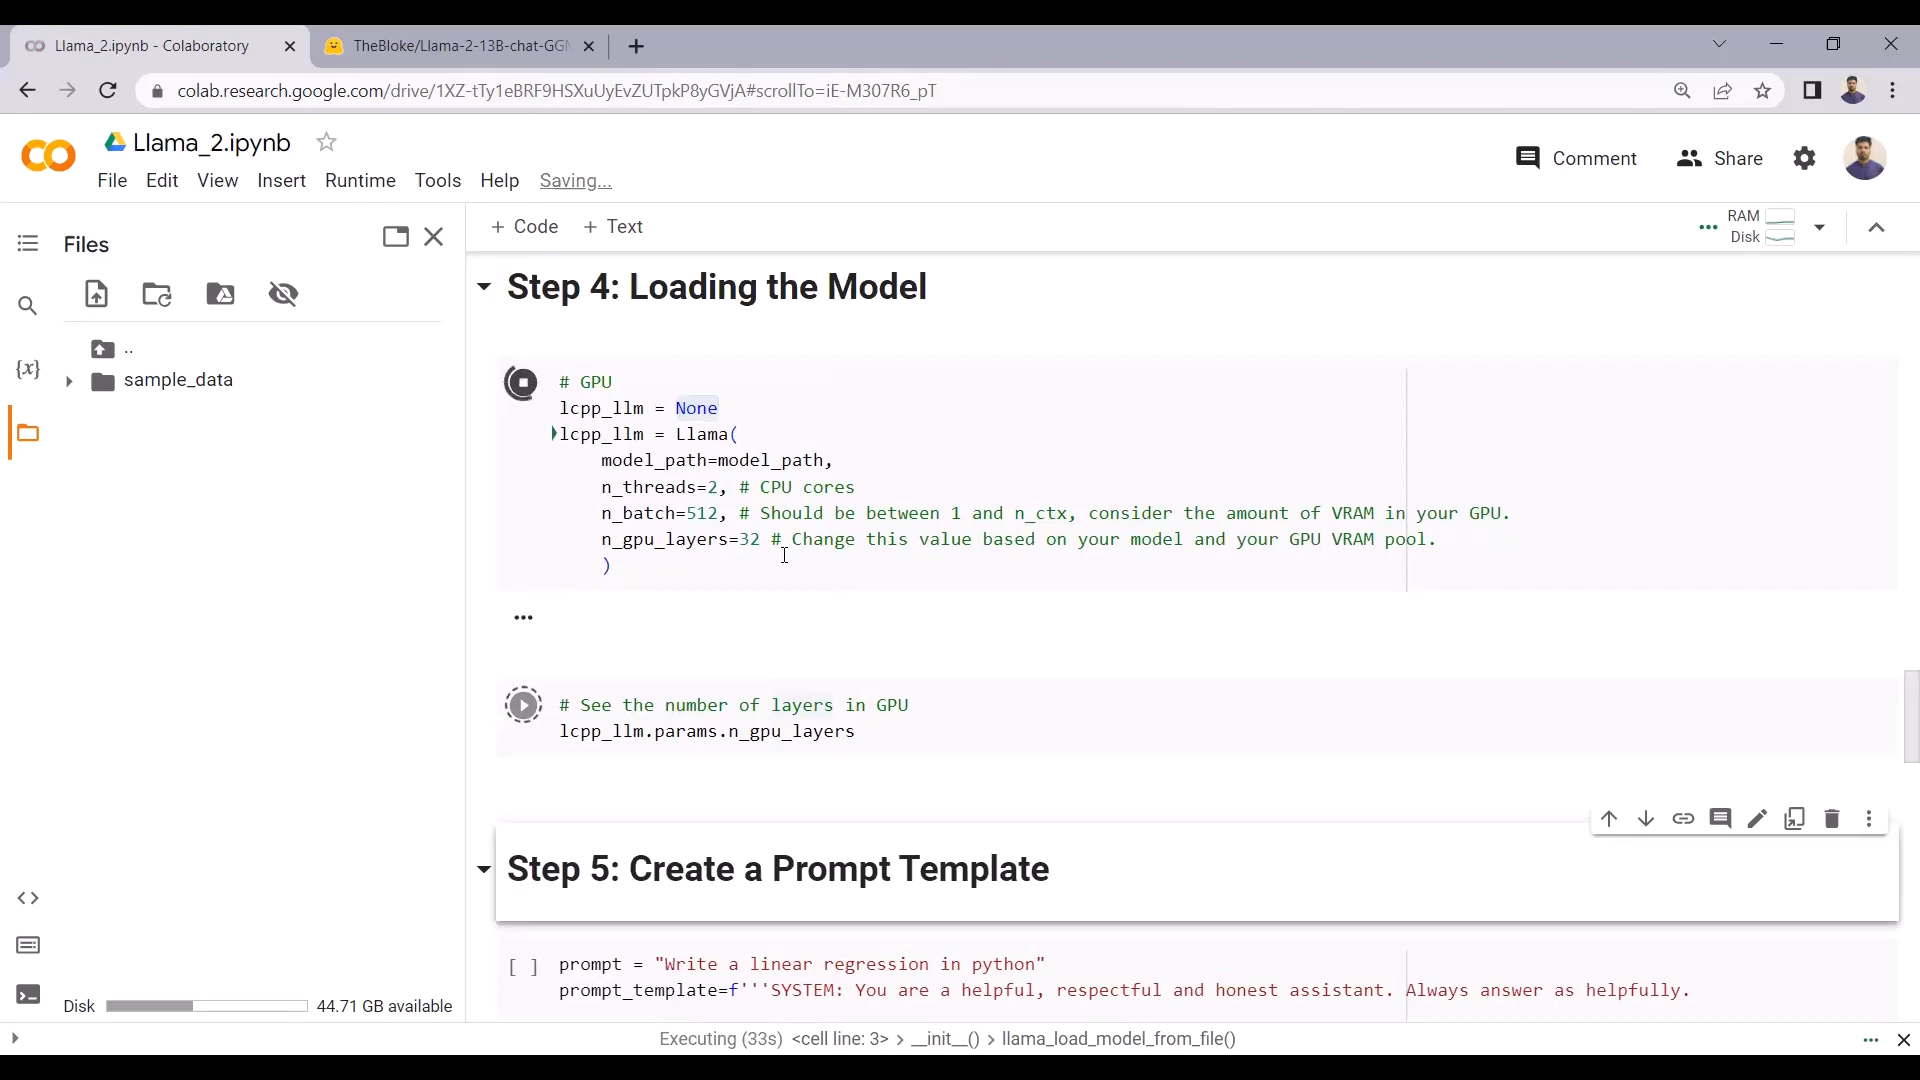 Llama_2.ipynb - Colaboratory
TheBloke/Llama-2-13B-chat-GGM
colab.research.google.com/drive/1XZ-tTy1eBRF9HSXuUyEvZUTpkP8yGVjA#scrollTo=iE-M307R6_pT
Llama_2.ipynb
Comment
Share
File Edit View Insert Runtime Tools Help Saving...
Files
+ Code + Text
RAM
Disk
..
sample_data
Step 4: Loading the Model
# GPU
lcpp_llm = None
lcpp_llm = Llama(
model_path=model_path,
n_threads=2, # CPU cores
n_batch=512, # Should be between 1 and n_ctx, consider the amount of VRAM in your GPU.
n_gpu_layers=32 # Change this value based on your model and your GPU VRAM pool.
)
...
# See the number of layers in GPU
lcpp_llm.params.n_gpu_layers
Step 5: Create a Prompt Template
[ ] prompt = "Write a linear regression in python"
prompt_template=f'''SYSTEM: You are a helpful, respectful and honest assistant. Always answer as helpfully.
Disk 44.71 GB available
Executing (33s) <cell line: 3> > __init__() > llama_load_model_from_file()